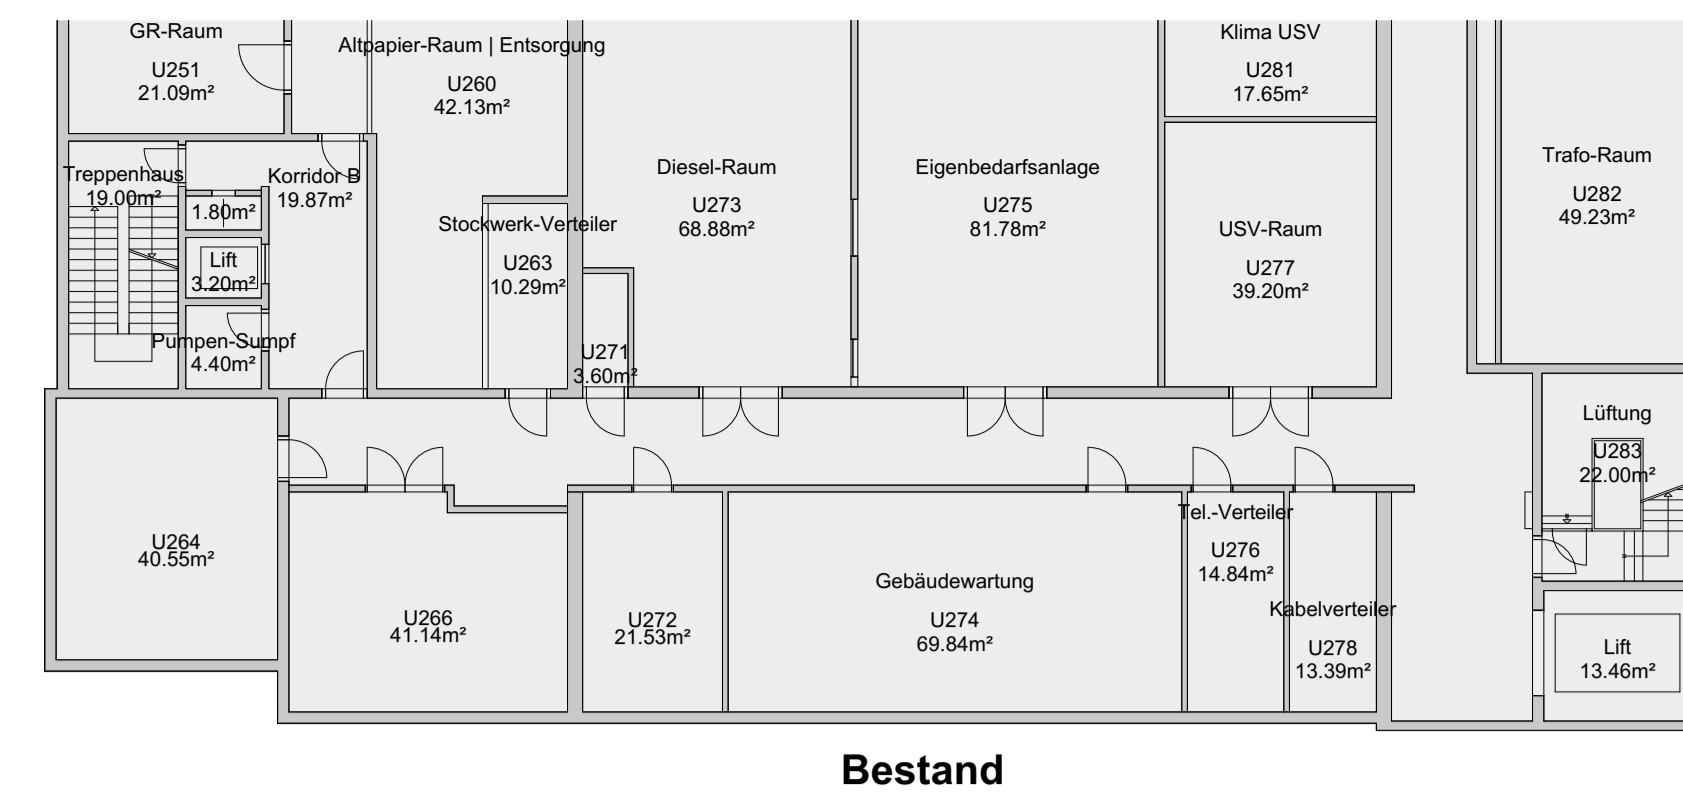 GR-Raum
U251
21.09m²
Altpapier-Raum | Entsorgung
U260
42.13m²
Klima USV
U281
17.65m²
Treppenhaus
19.00m²
Korridor B
19.87m²
1.80m²
Lift
3.20m²
Pumpen-Sumpf
4.40m²
Stockwerk-Verteiler
U263
10.29m²
U271
3.60m²
Diesel-Raum
U273
68.88m²
Eigenbedarfsanlage
U275
81.78m²
USV-Raum
U277
39.20m²
Trafo-Raum
U282
49.23m²
Lüftung
U283
22.00m²
U264
40.55m²
U266
41.14m²
U272
21.53m²
Gebäudewartung
U274
69.84m²
Tel.-Verteiler
U276
14.84m²
Kabelverteiler
U278
13.39m²
Lift
13.46m²
Bestand